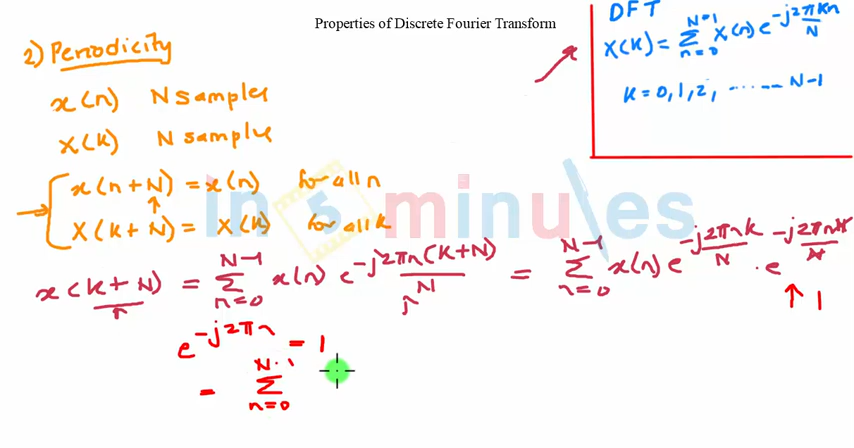 Properties of Discrete Fourier Transform
DFT
X(k) = Σ_{n=0}^{N-1} x(n) e^{-j2πkn/N}
k = 0, 1, 2, ...... N-1
2) Periodicity
x(n) N samples
X(k) N samples
x(n+N) = x(n) for all n
X(k+N) = X(k) for all k
in 5 minutes
x(k+N) = Σ_{n=0}^{N-1} x(n) e^{-j2πn(k+N)/N} = Σ_{n=0}^{N-1} x(n) e^{-j2πnk/N} . e^{-j2πnN/N}
1
e^{-j2πn} = 1
= Σ_{n=0}^{N-1}